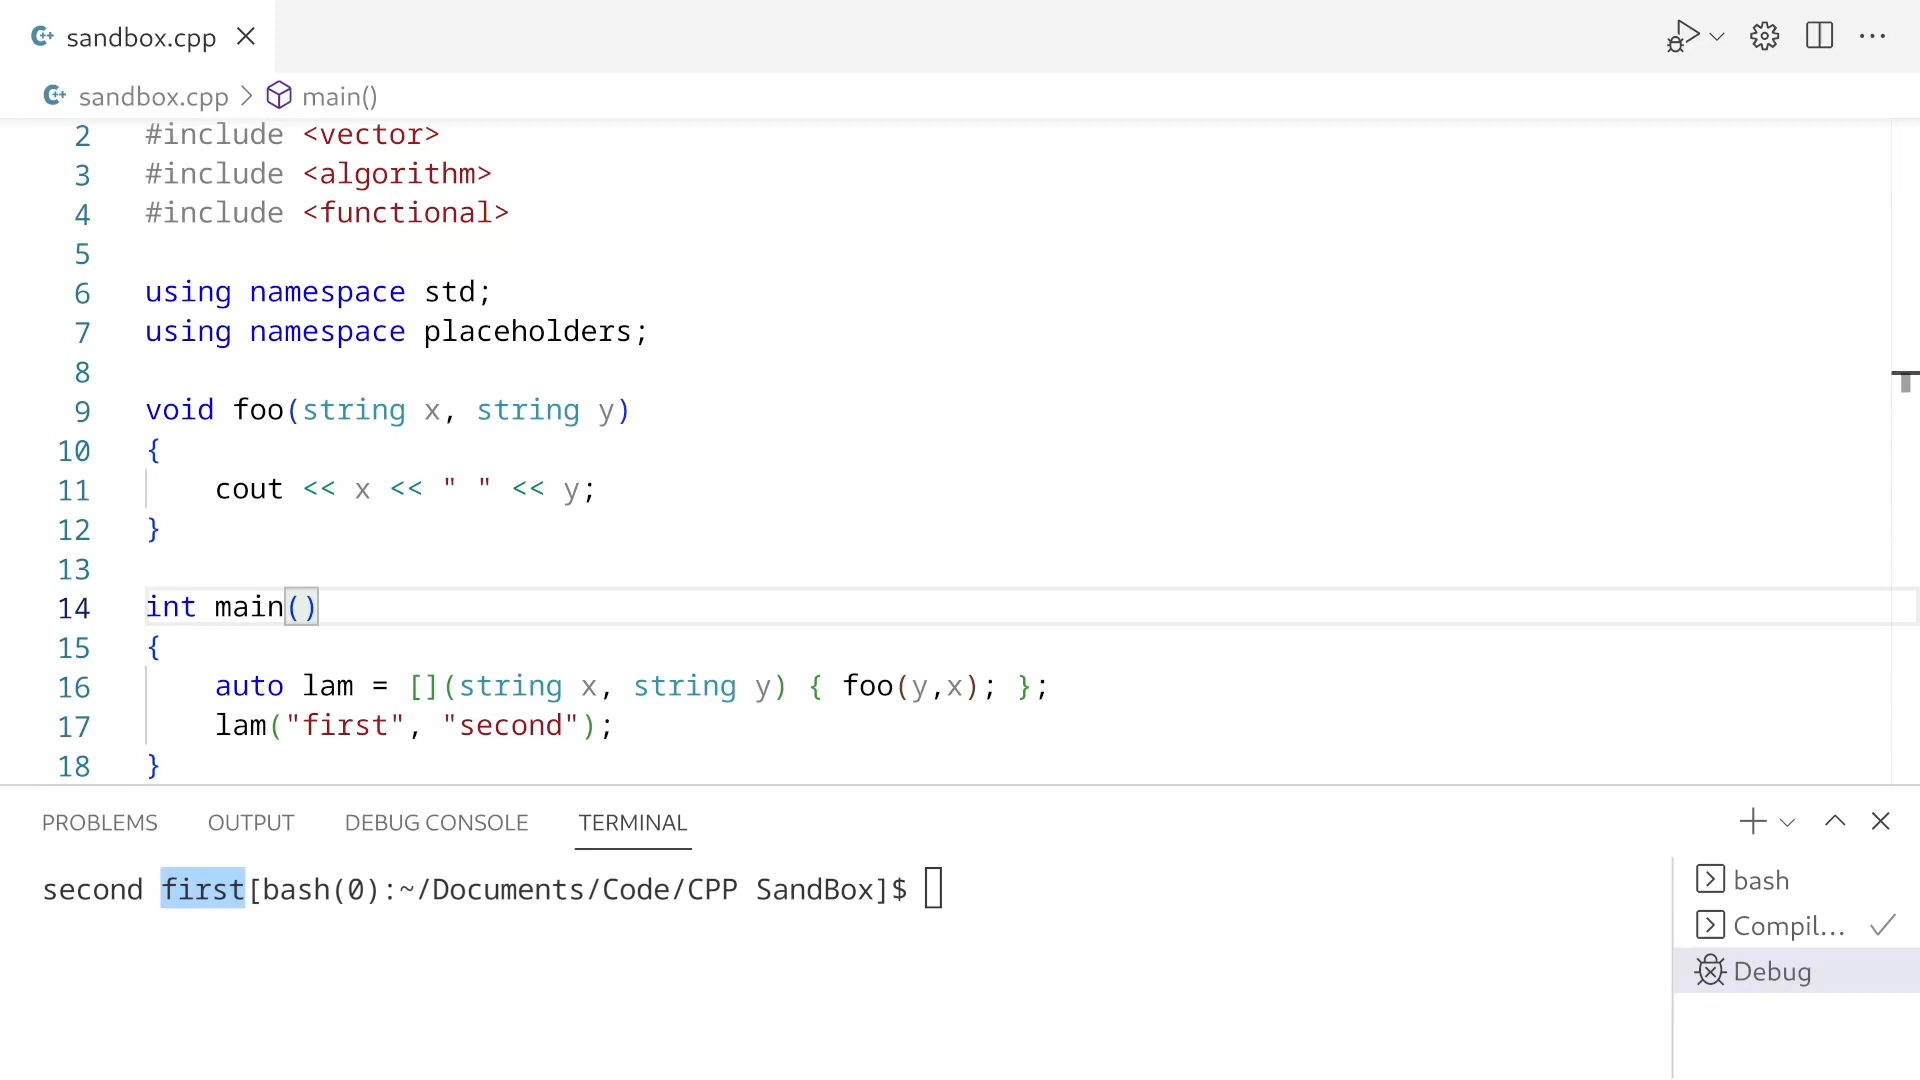 sandbox.cpp
sandbox.cpp > main()
2 #include <vector>
3 #include <algorithm>
4 #include <functional>
5
6 using namespace std;
7 using namespace placeholders;
8
9 void foo(string x, string y)
10 {
11     cout << x << " " << y;
12 }
13
14 int main()
15 {
16     auto lam = [](string x, string y) { foo(y,x); };
17     lam("first", "second");
18 }
PROBLEMS OUTPUT DEBUG CONSOLE TERMINAL
second first[bash(0):~/Documents/Code/CPP SandBox]$
bash
Compil...
Debug